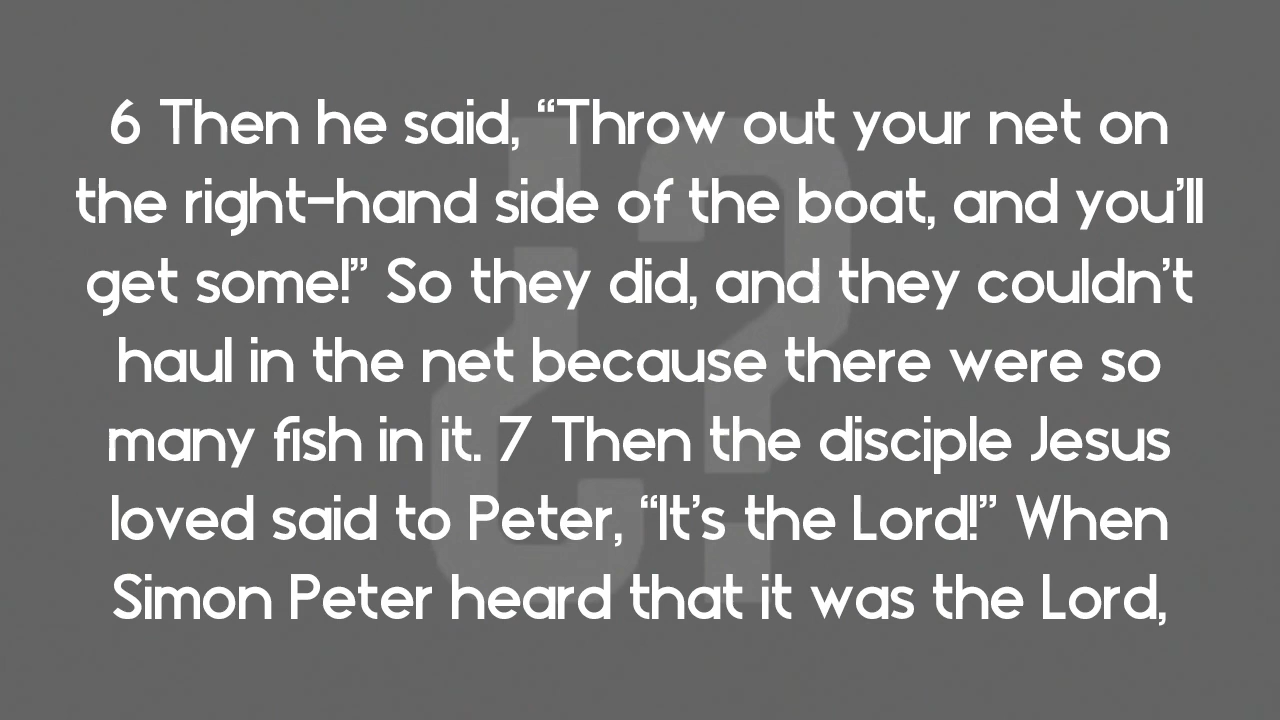 6 Then he said, “Throw out your net on
the right-hand side of the boat, and you’ll
get some!” So they did, and they couldn’t
haul in the net because there were so
many fish in it. 7 Then the disciple Jesus
loved said to Peter, “It’s the Lord!” When
Simon Peter heard that it was the Lord,